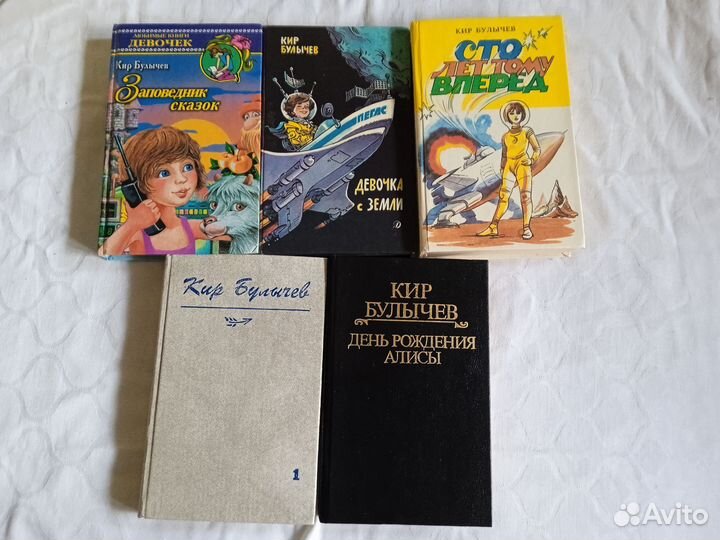 ЛЮБИМЫЕ КНИГИ
ДЕВОЧЕК
Кир Булычев
Заповедник
сказок
КИР
БУЛЫЧЕВ
ПЕГАС
ДЕВОЧКА
с ЗЕМЛИ
КИР БУЛЫЧЕВ
СТО
ЛЕТ ТОМУ
ВПЕРЕД
Кир Булычев
1
КИР
БУЛЫЧЕВ
ДЕНЬ РОЖДЕНИЯ
АЛИСЫ
Avito